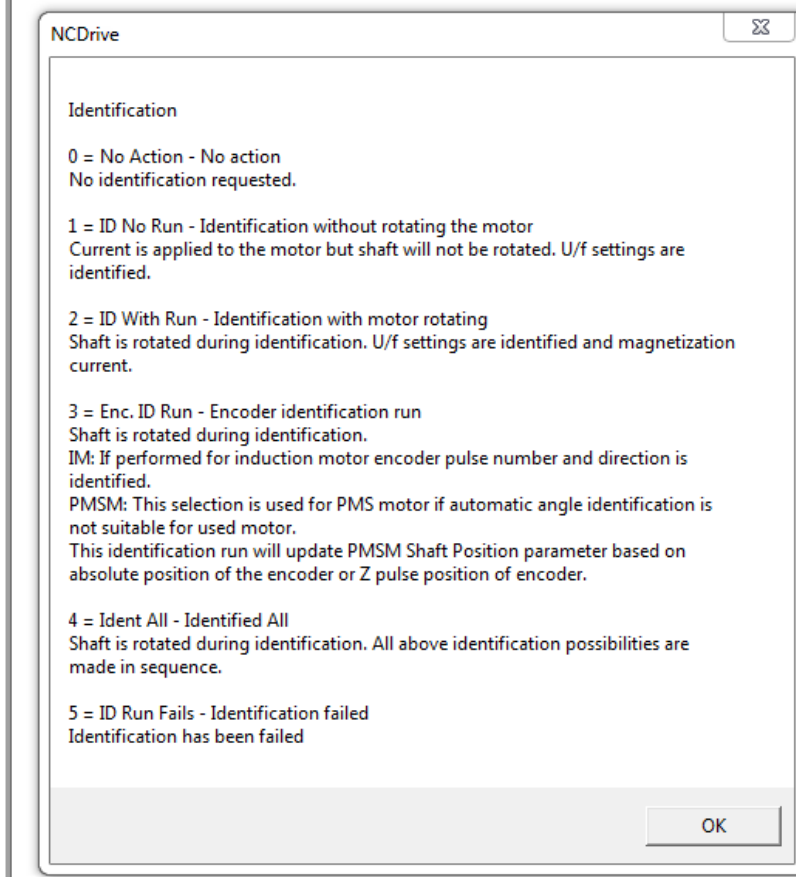 NCDrive
Identification
0 = No Action - No action
No identification requested.
1 = ID No Run - Identification without rotating the motor
Current is applied to the motor but shaft will not be rotated. U/f settings are
identified.
2 = ID With Run - Identification with motor rotating
Shaft is rotated during identification. U/f settings are identified and magnetization
current.
3 = Enc. ID Run - Encoder identification run
Shaft is rotated during identification.
IM: If performed for induction motor encoder pulse number and direction is
identified.
PMSM: This selection is used for PMS motor if automatic angle identification is
not suitable for used motor.
This identification run will update PMSM Shaft Position parameter based on
absolute position of the encoder or Z pulse position of encoder.
4 = Ident All - Identified All
Shaft is rotated during identification. All above identification possibilities are
made in sequence.
5 = ID Run Fails - Identification failed
Identification has been failed
OK